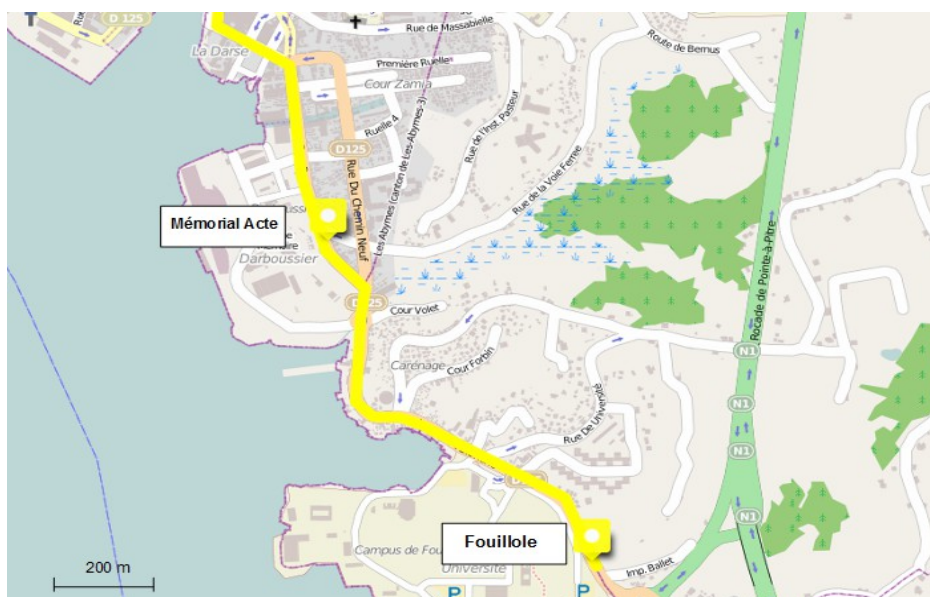 D 125
Rue de Massabielle
Route de Bernus
La Darse
Première Ruelle
Cour Zamia
Ruelle 4
D125
Rue de l'Inst. Pasteur
Les Abymes (canton de Les-Abymes-3)
Rue Du Chemin Neuf
Rue de la Voie Ferrée
Mémorial Acte
Darboussier
Rocade de Pointe-à-Pitre
Cour Volet
N1
Carénage
Cour Forbin
Rue De Université
N1
N1
N1
Fouillole
Campus de Fou
Université
Imp. Ballet
200 m
P
P